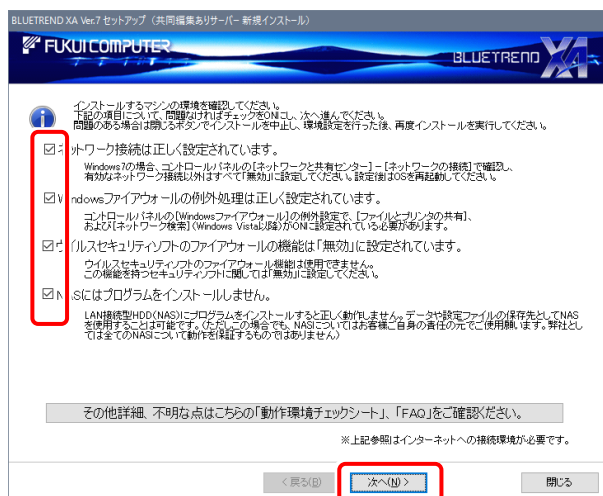 BLUETREND XA Ver.7 セットアップ (共同編集ありサーバー 新規インストール)
FUKUI COMPUTER
BLUETREND XA
インストールするマシンの環境を確認してください。
下記の項目について、問題なければチェックをONにし、次へ進んでください。
問題のある場合は閉じるボタンでインストールを中止し、環境設定を行った後、再度インストールを実行してください。
ネットワーク接続は正しく設定されています。
Windows7の場合、コントロールパネルの[ネットワークと共有センター]-[ネットワークの接続]で確認し、
有効なネットワーク接続以外はすべて「無効」に設定してください。設定後はOSを再起動してください。
Windowsファイアウォールの例外処理は正しく設定されています。
コントロールパネルの[Windowsファイアウォール]の例外設定で、[ファイルとプリンタの共有]、
および[ネットワーク検索](Windows Vista以降)がONに設定されている必要があります。
ウイルスセキュリティソフトのファイアウォールの機能は「無効」に設定されています。
ウイルスセキュリティソフトのファイアウォール機能は使用できません。
この機能を持つセキュリティソフトに関しては「無効」に設定してください。
NASにはプログラムをインストールしません。
LAN接続型HDD(NAS)にプログラムをインストールすると正しく動作しません。データや設定ファイルの保存先としてNAS
を使用することは可能です。(ただしこの場合でも、NASについてはお客様ご自身の責任の元でご使用願います。弊社とし
ては全てのNASについて動作を保証するものではありません)
その他詳細、不明な点はこちらの「動作環境チェックシート」、「FAQ」をご確認ください。
※上記参照はインターネットへの接続環境が必要です。
< 戻る(B) 次へ(N) > 閉じる